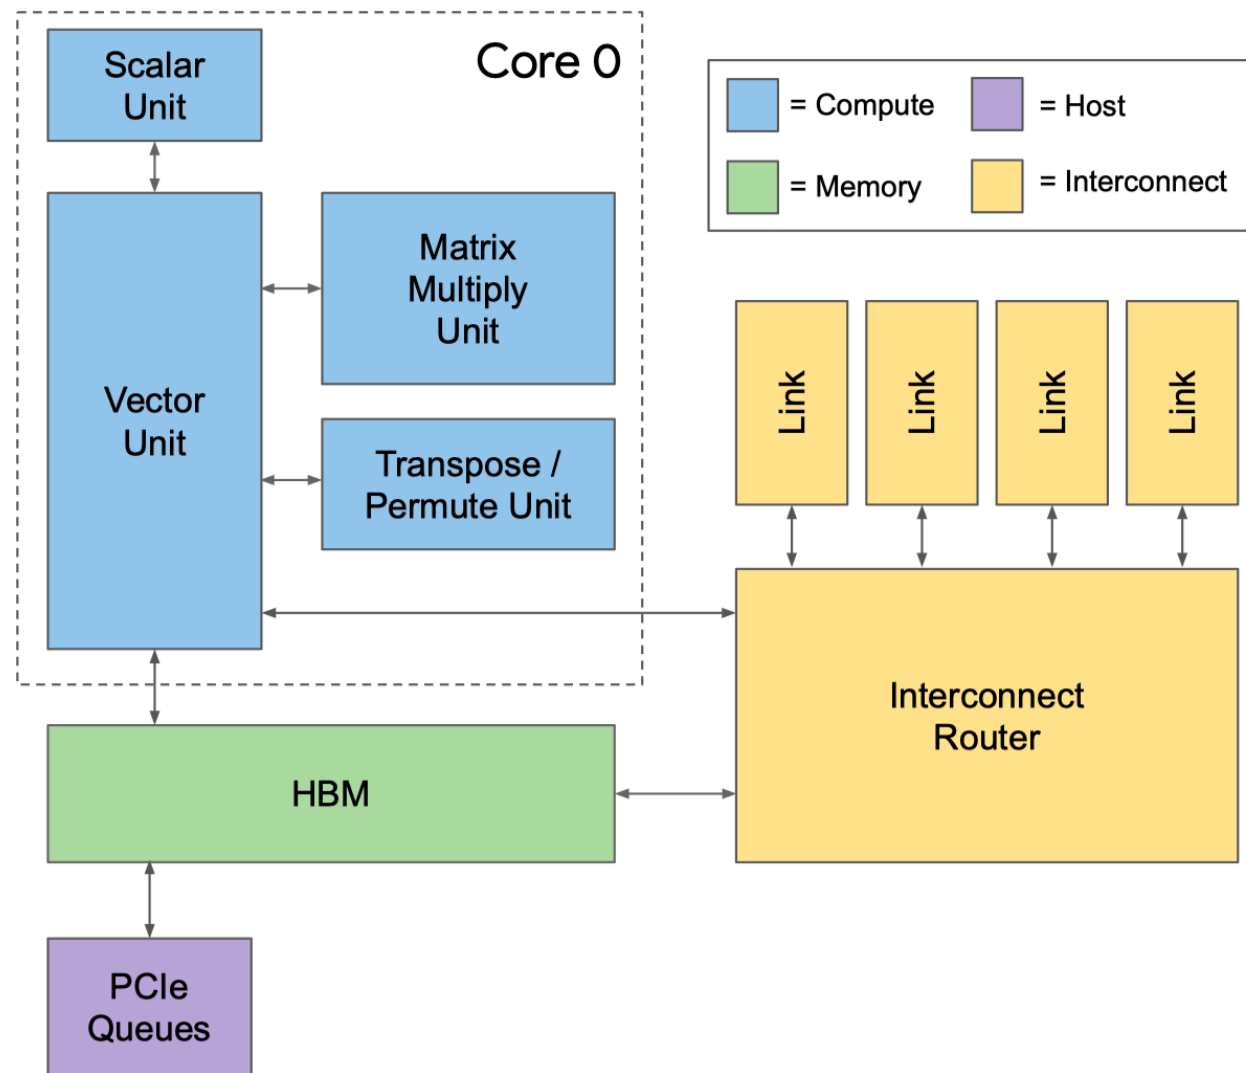 Core 0
Scalar
Unit
= Compute
= Host
= Memory
= Interconnect
Vector
Unit
Matrix
Multiply
Unit
Transpose /
Permute Unit
Link
Link
Link
Link
Interconnect
Router
HBM
PCIe
Queues